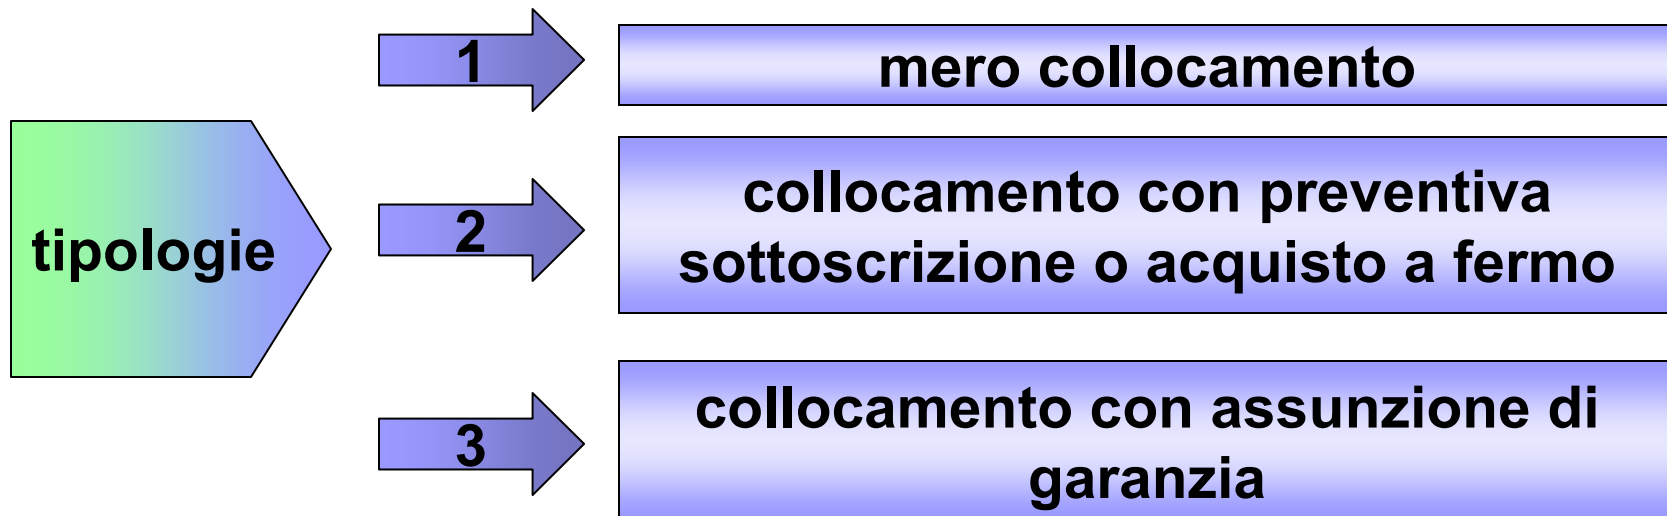 tipologie
1
mero collocamento
2
collocamento con preventiva
sottoscrizione o acquisto a fermo
3
collocamento con assunzione di
garanzia